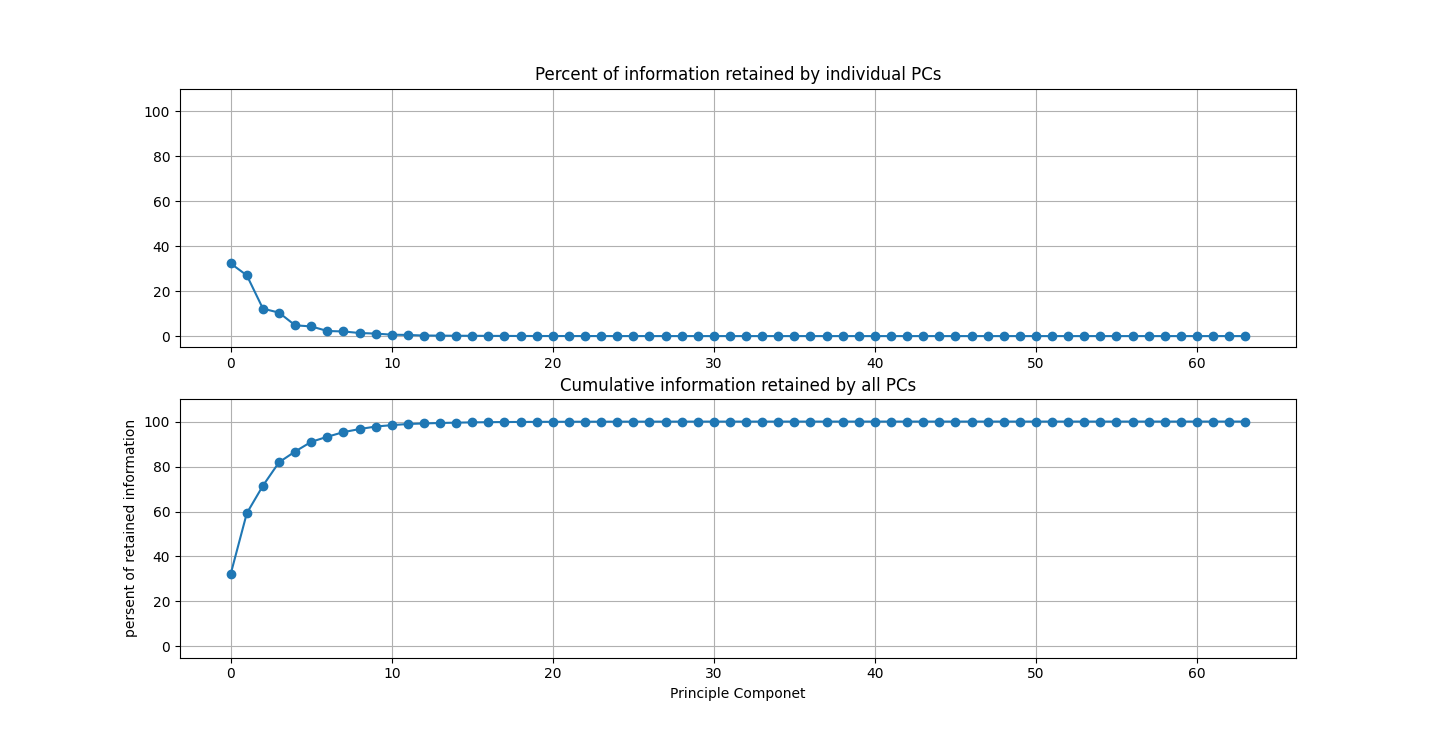 Percent of information retained by individual PCs
100
80
60
40
20
0
0 10 20 30 40 50 60
Cumulative information retained by all PCs
persent of retained information
100
80
60
40
20
0
0 10 20 30 40 50 60
Principle Componet